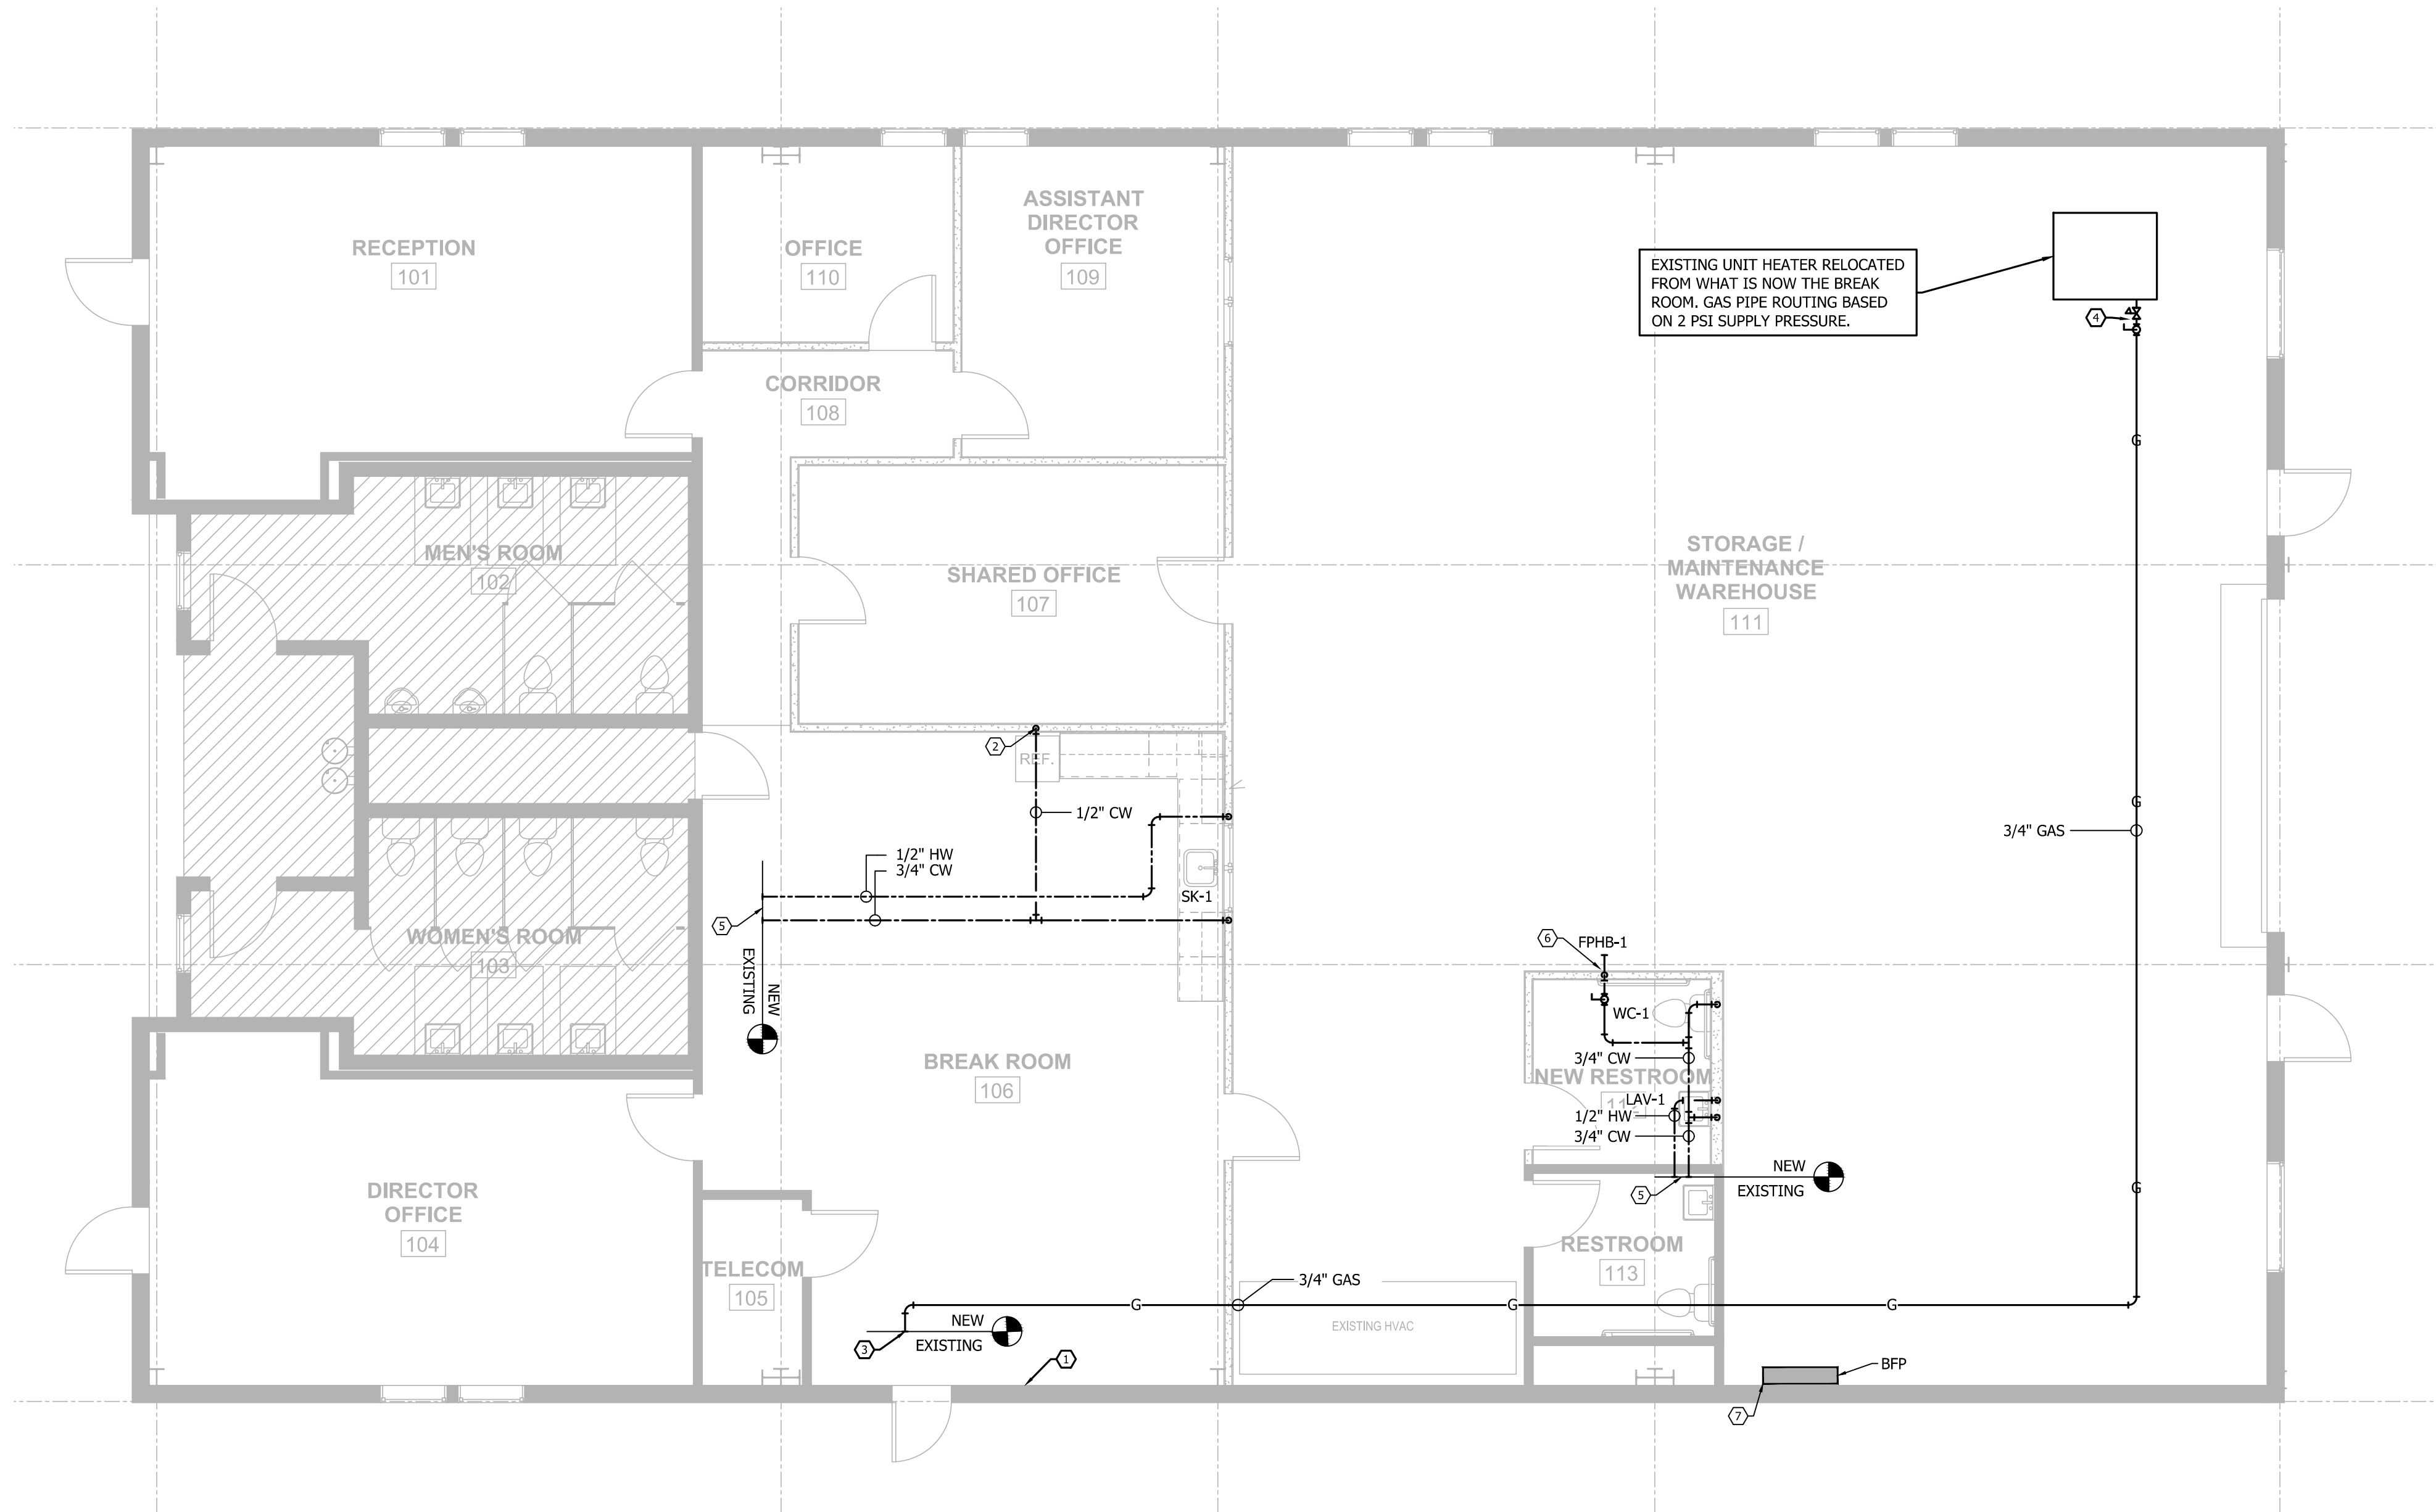 RECEPTION
101
OFFICE
110
ASSISTANT
DIRECTOR
OFFICE
109
EXISTING UNIT HEATER RELOCATED
FROM WHAT IS NOW THE BREAK
ROOM. GAS PIPE ROUTING BASED
ON 2 PSI SUPPLY PRESSURE.
4
CORRIDOR
108
G
MEN'S ROOM
102
SHARED OFFICE
107
STORAGE /
MAINTENANCE
WAREHOUSE
111
2
REF.
1/2" CW
G
3/4" GAS
1/2" HW
3/4" CW
SK-1
5
WOMEN'S ROOM
103
EXISTING
NEW
6
FPHB-1
WC-1
3/4" CW
BREAK ROOM
106
NEW RESTROOM
LAV-1
1/2" HW
3/4" CW
NEW
EXISTING
5
G
DIRECTOR
OFFICE
104
TELECOM
105
RESTROOM
113
3/4" GAS
G
G
G
NEW
EXISTING
3
EXISTING HVAC
1
BFP
7